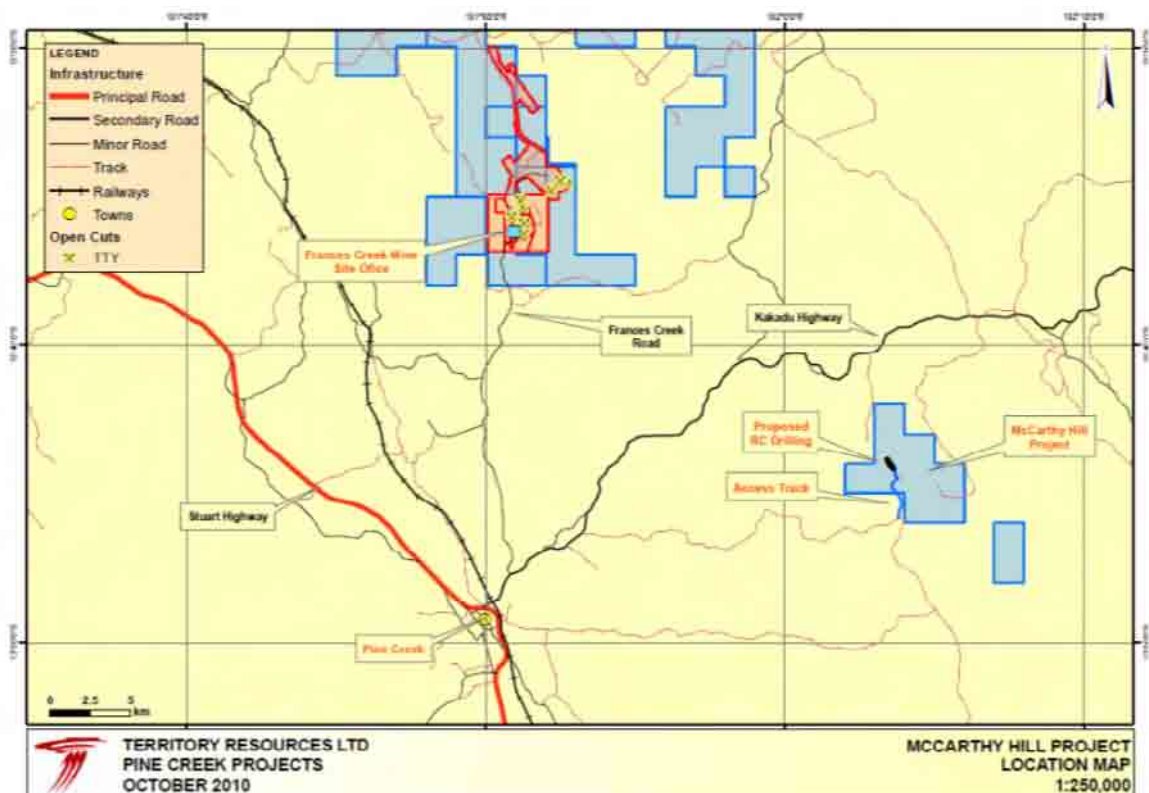 LEGEND
Infrastructure
Principal Road
Secondary Road
Minor Road
Track
Railways
Towns
Open Cuts
TTY
Frances Creek Mine
Site Office
Frances Creek
Road
Kakadu Highway
Proposed
RC Drilling
McCarthy Hill
Project
Access Track
Stuart Highway
Pine Creek
0 2.5 5
km
TERRITORY RESOURCES LTD
PINE CREEK PROJECTS
OCTOBER 2010
MCCARTHY HILL PROJECT
LOCATION MAP
1:250,000